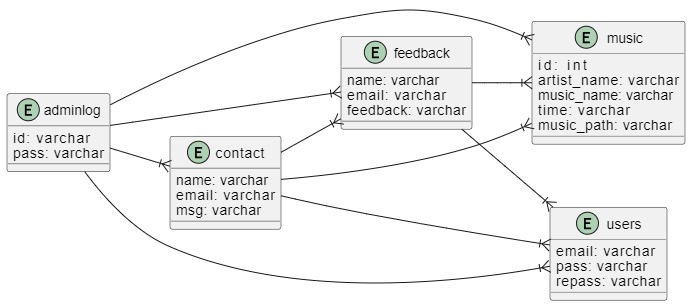 E adminlog
id: varchar
pass: varchar
E contact
name: varchar
email: varchar
msg: varchar
E feedback
name: varchar
email: varchar
feedback: varchar
E music
id: int
artist_name: varchar
music_name: varchar
time: varchar
music_path: varchar
E users
email: varchar
pass: varchar
repass: varchar